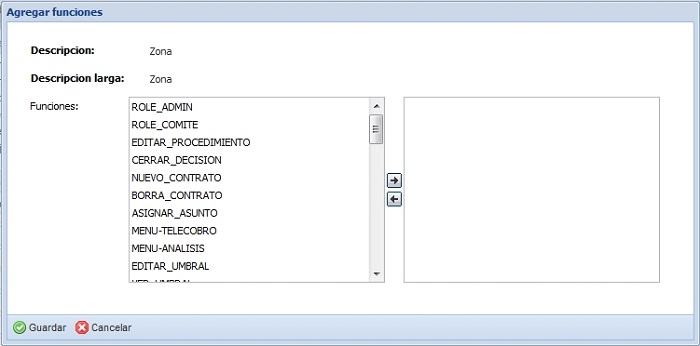 Agregar funciones
Descripcion: Zona
Descripcion larga: Zona
Funciones:
ROLE_ADMIN
ROLE_COMITE
EDITAR_PROCEDIMIENTO
CERRAR_DECISION
NUEVO_CONTRATO
BORRA_CONTRATO
ASIGNAR_ASUNTO
MENU-TELECOBRO
MENU-ANALISIS
EDITAR_UMBRAL
VER_UMBRAL
Guardar Cancelar